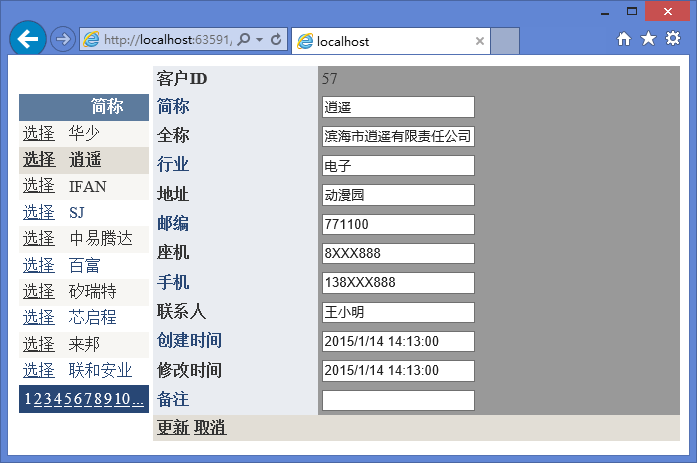 http://localhost:63591/
localhost
简称
选择 华少
选择 逍遥
选择 IFAN
选择 SJ
选择 中易腾达
选择 百富
选择 矽瑞特
选择 芯启程
选择 来邦
选择 联和安业
12345678910...
客户ID 57
简称 逍遥
全称 滨海市逍遥有限责任公司
行业 电子
地址 动漫园
邮编 771100
座机 8XXX888
手机 138XXX888
联系人 王小明
创建时间 2015/1/14 14:13:00
修改时间 2015/1/14 14:13:00
备注
更新 取消